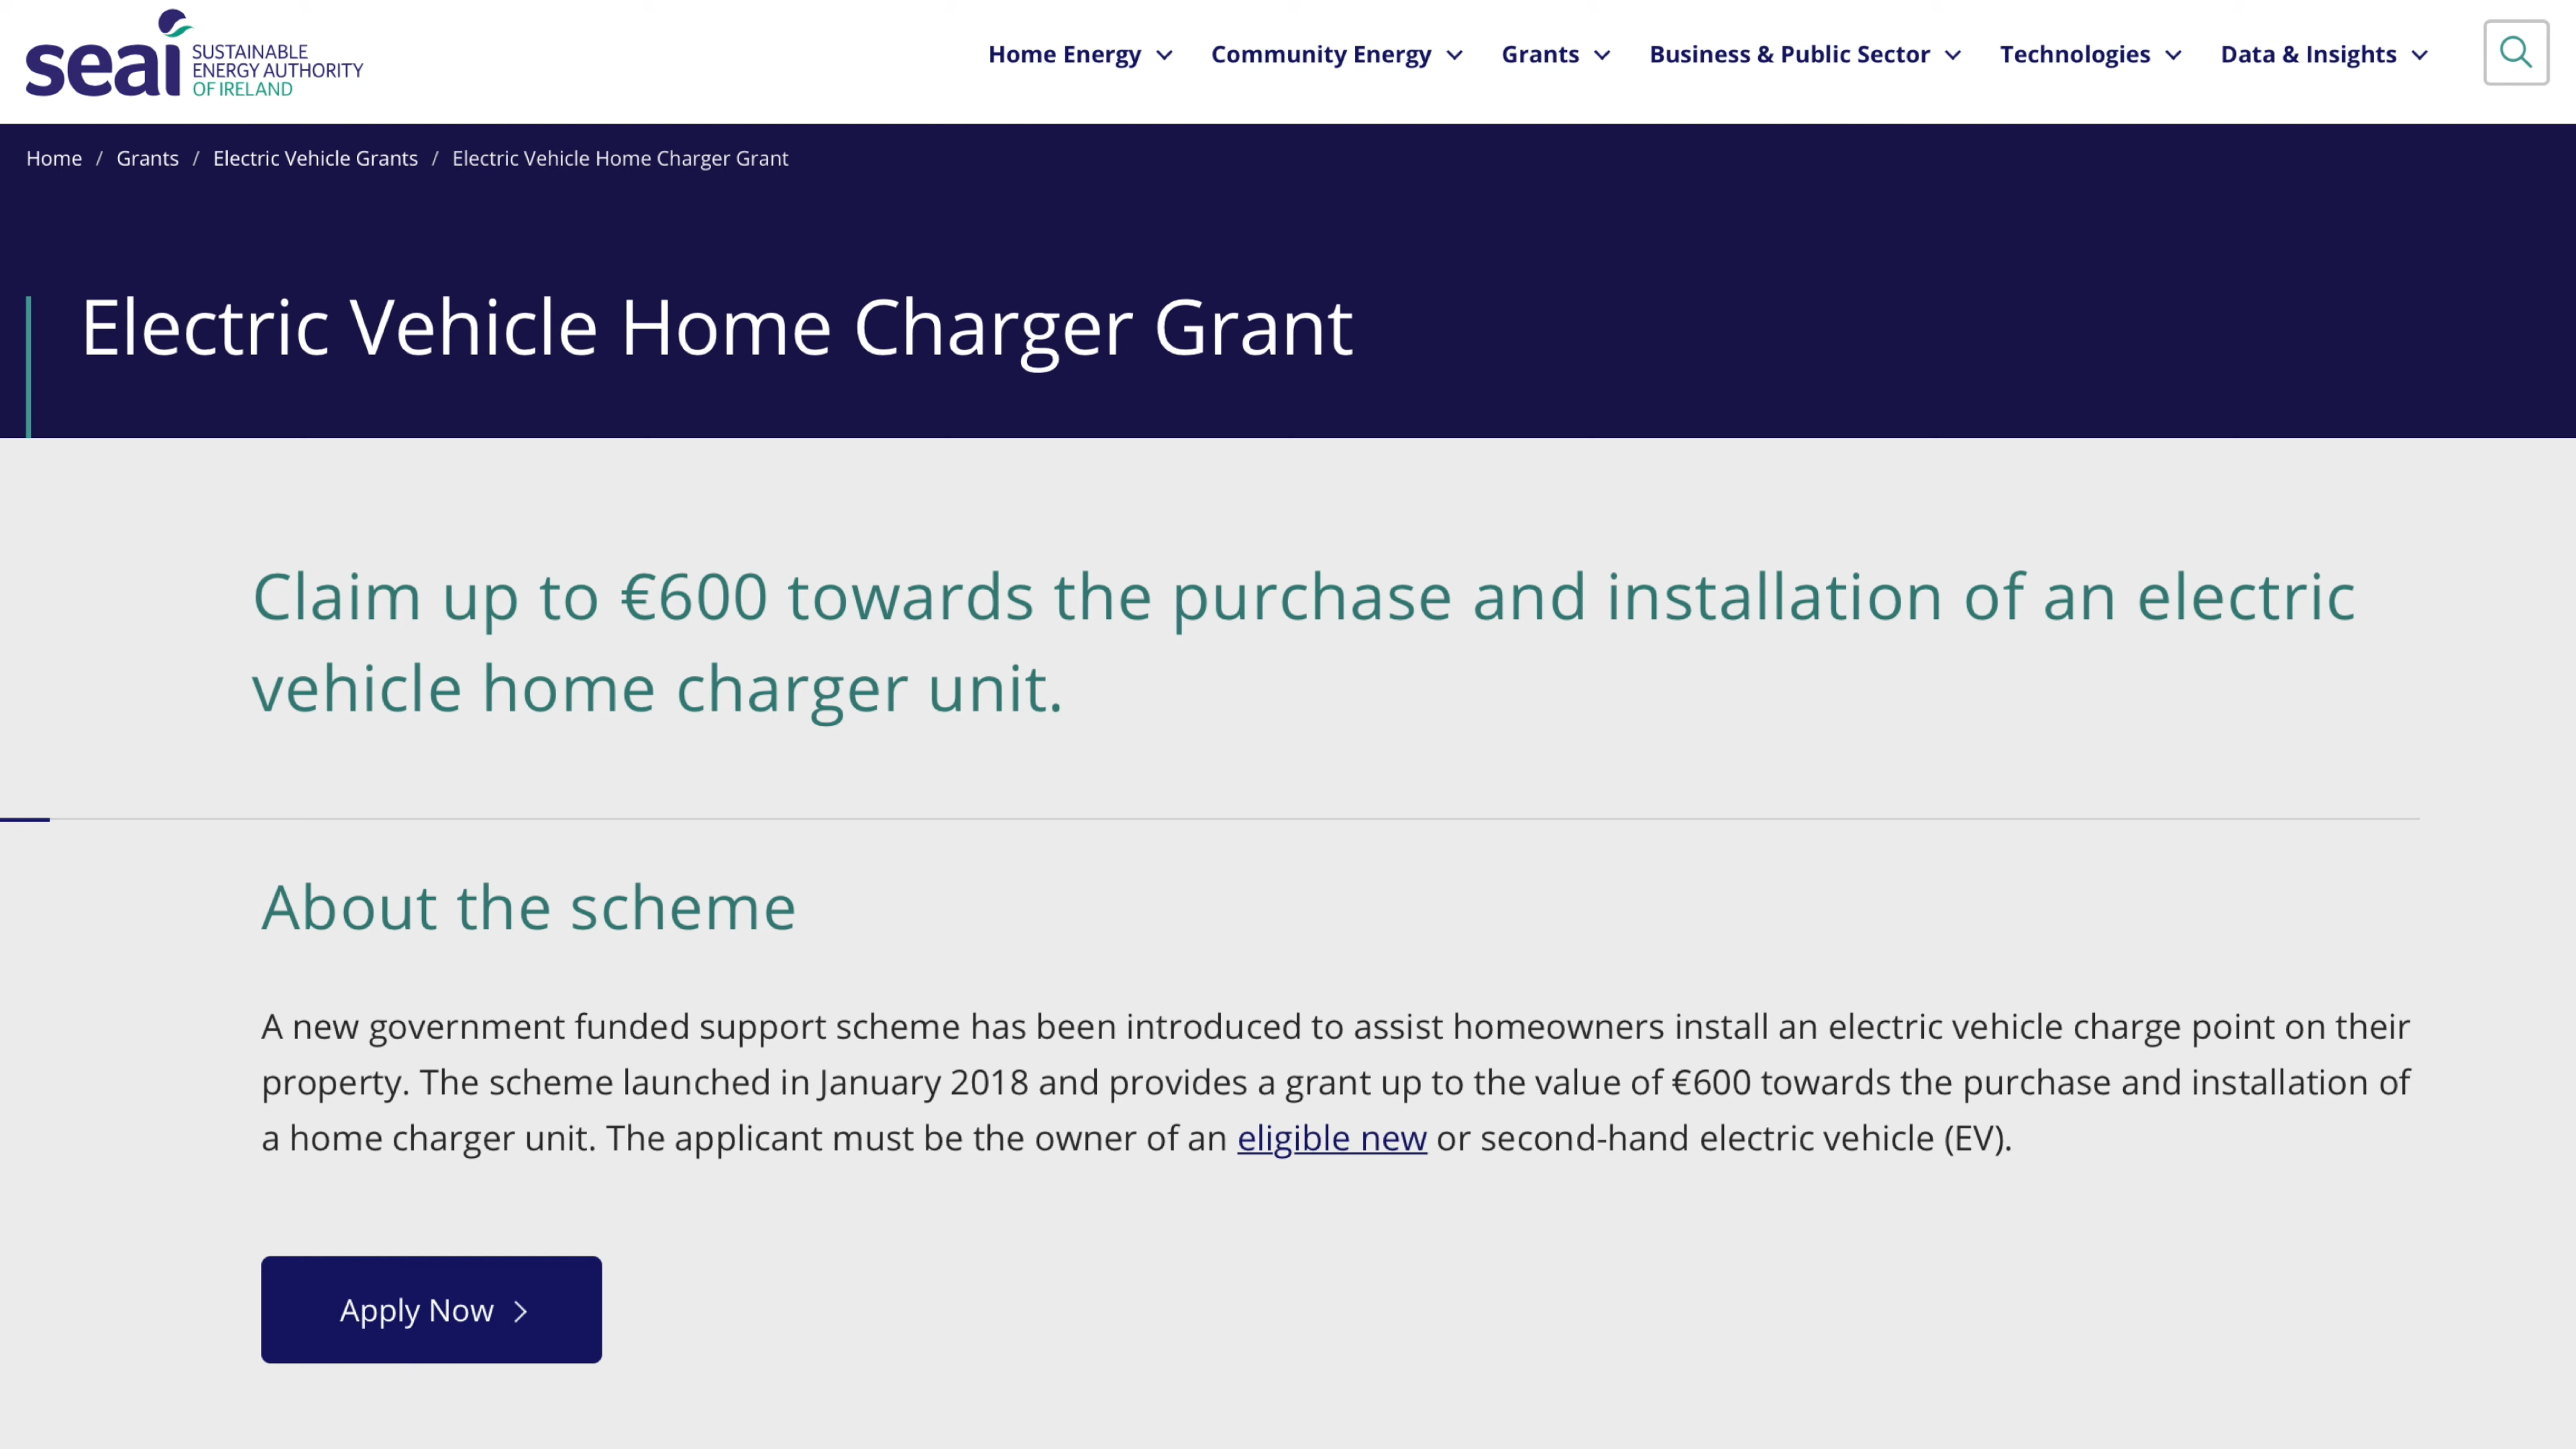 seai SUSTAINABLE
ENERGY AUTHORITY
OF IRELAND
Home Energy Community Energy Grants Business & Public Sector Technologies Data & Insights
Home / Grants / Electric Vehicle Grants / Electric Vehicle Home Charger Grant
Electric Vehicle Home Charger Grant
Claim up to €600 towards the purchase and installation of an electric
vehicle home charger unit.
About the scheme
A new government funded support scheme has been introduced to assist homeowners install an electric vehicle charge point on their
property. The scheme launched in January 2018 and provides a grant up to the value of €600 towards the purchase and installation of
a home charger unit. The applicant must be the owner of an eligible new or second-hand electric vehicle (EV).
Apply Now